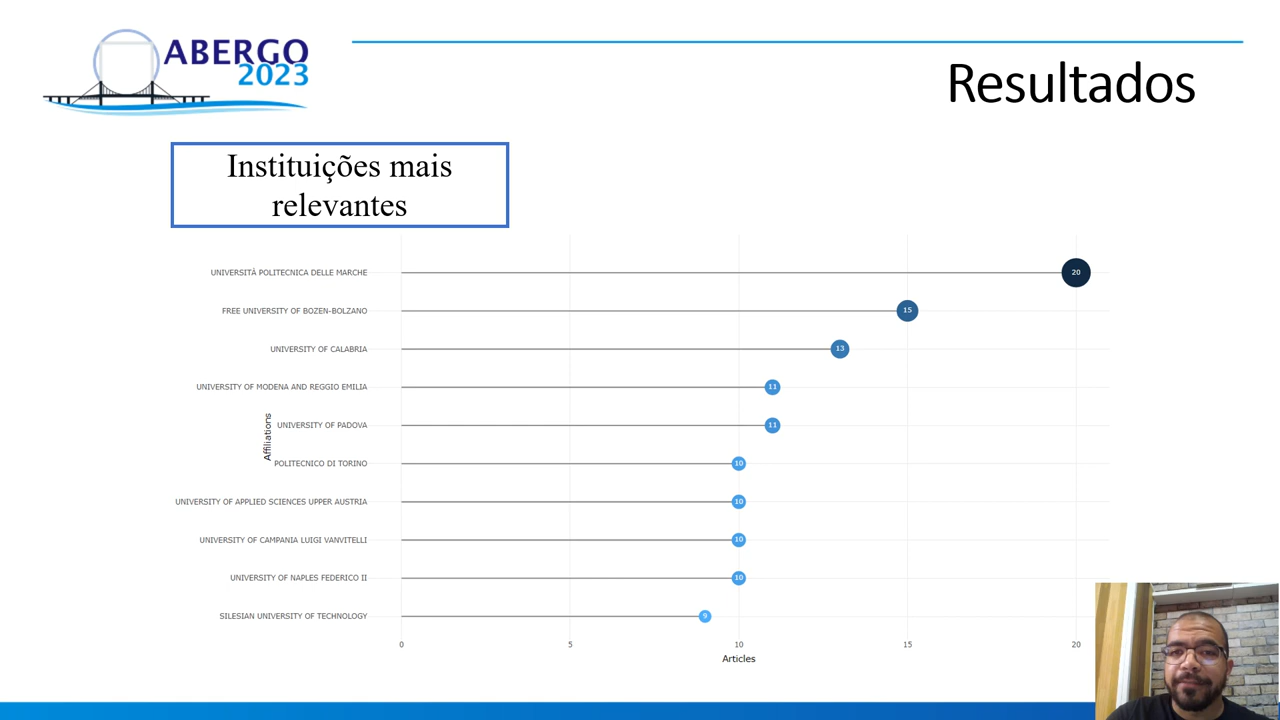 ABERGO
2023
Resultados
Instituições mais
relevantes
UNIVERSITÀ POLITECNICA DELLE MARCHE
20
FREE UNIVERSITY OF BOZEN-BOLZANO
15
UNIVERSITY OF CALABRIA
13
UNIVERSITY OF MODENA AND REGGIO EMILIA
11
UNIVERSITY OF PADOVA
11
Affiliations
POLITECNICO DI TORINO
10
UNIVERSITY OF APPLIED SCIENCES UPPER AUSTRIA
10
UNIVERSITY OF CAMPANIA LUIGI VANVITELLI
10
UNIVERSITY OF NAPLES FEDERICO II
10
SILESIAN UNIVERSITY OF TECHNOLOGY
9
0 5 10 15 20
Articles